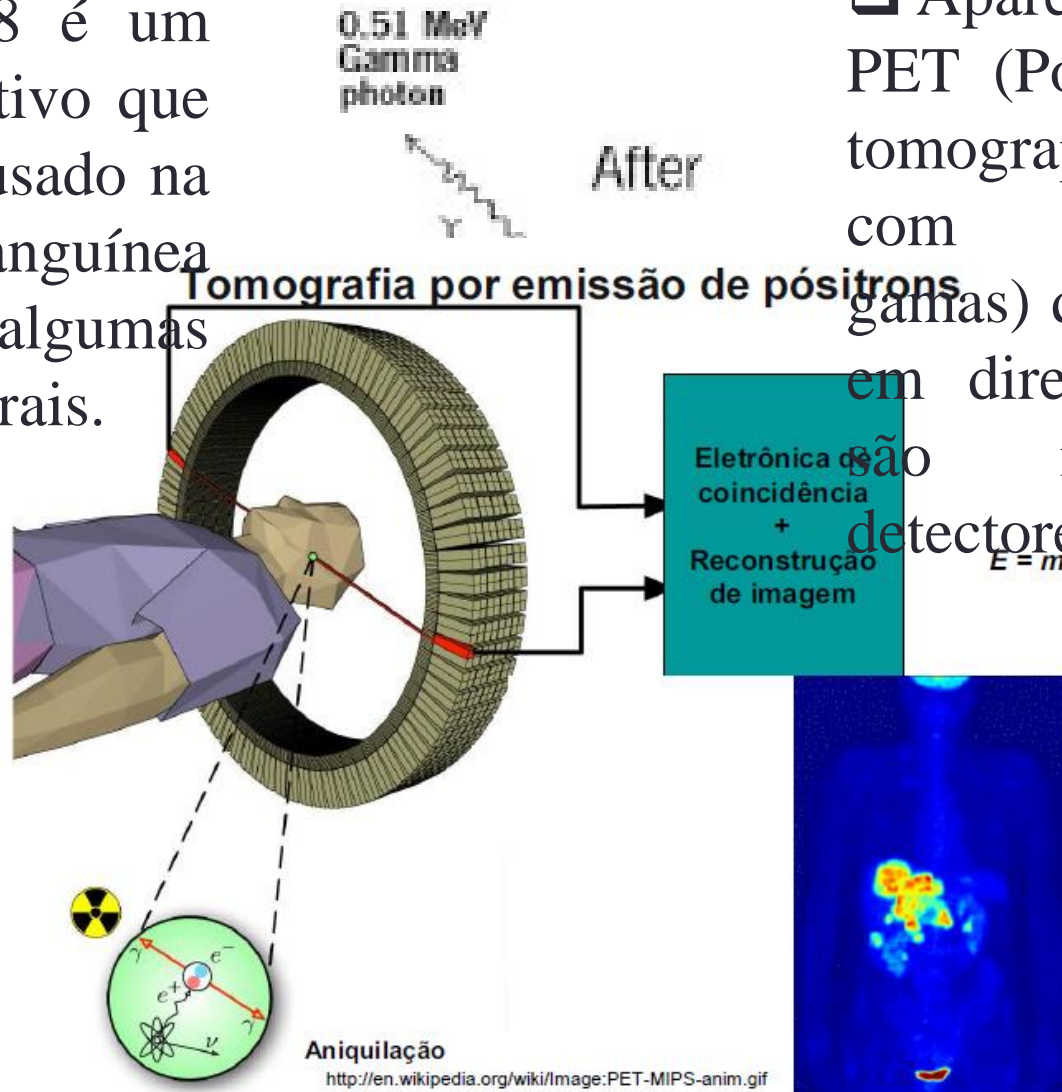 8 é um
tivo que
usado na
anguínea
algumas
rais.
0.51 MeV
Gamma
photon
γ
After
Tomografia por emissão de pósitrons
PET (Po
tomogra
com
gamas)
em dire
são
detectore
Eletrônica de
coincidência
+
Reconstrução
de imagem
E = m
γ
e⁻
e⁺
γ
ν
Aniquilação
http://en.wikipedia.org/wiki/Image:PET-MIPS-anim.gif